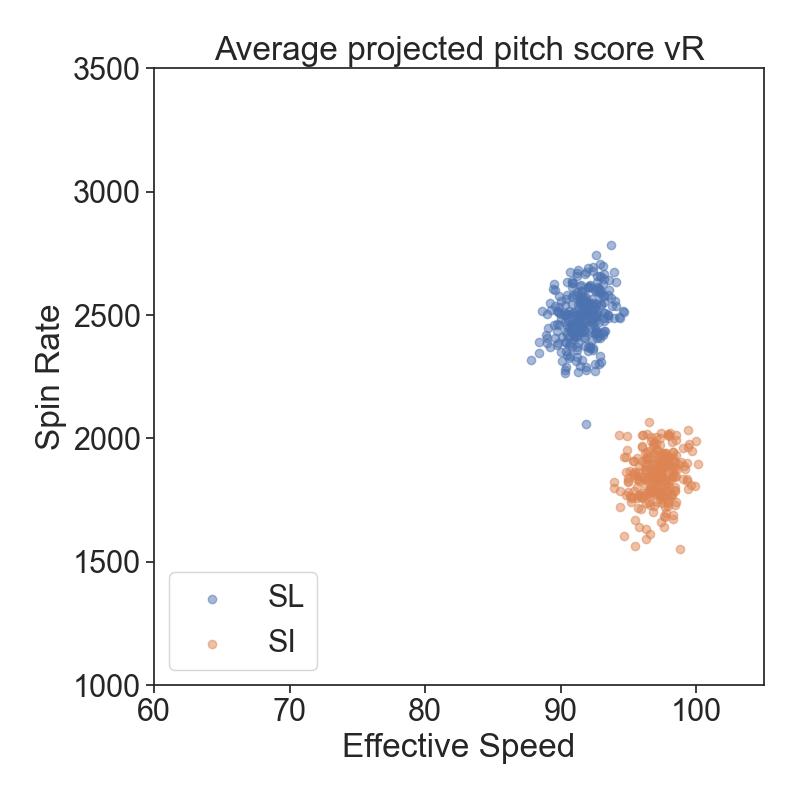 Average projected pitch score vR
3500
3000
2500
2000
1500
1000
Spin Rate
SL
SI
60 70 80 90 100
Effective Speed